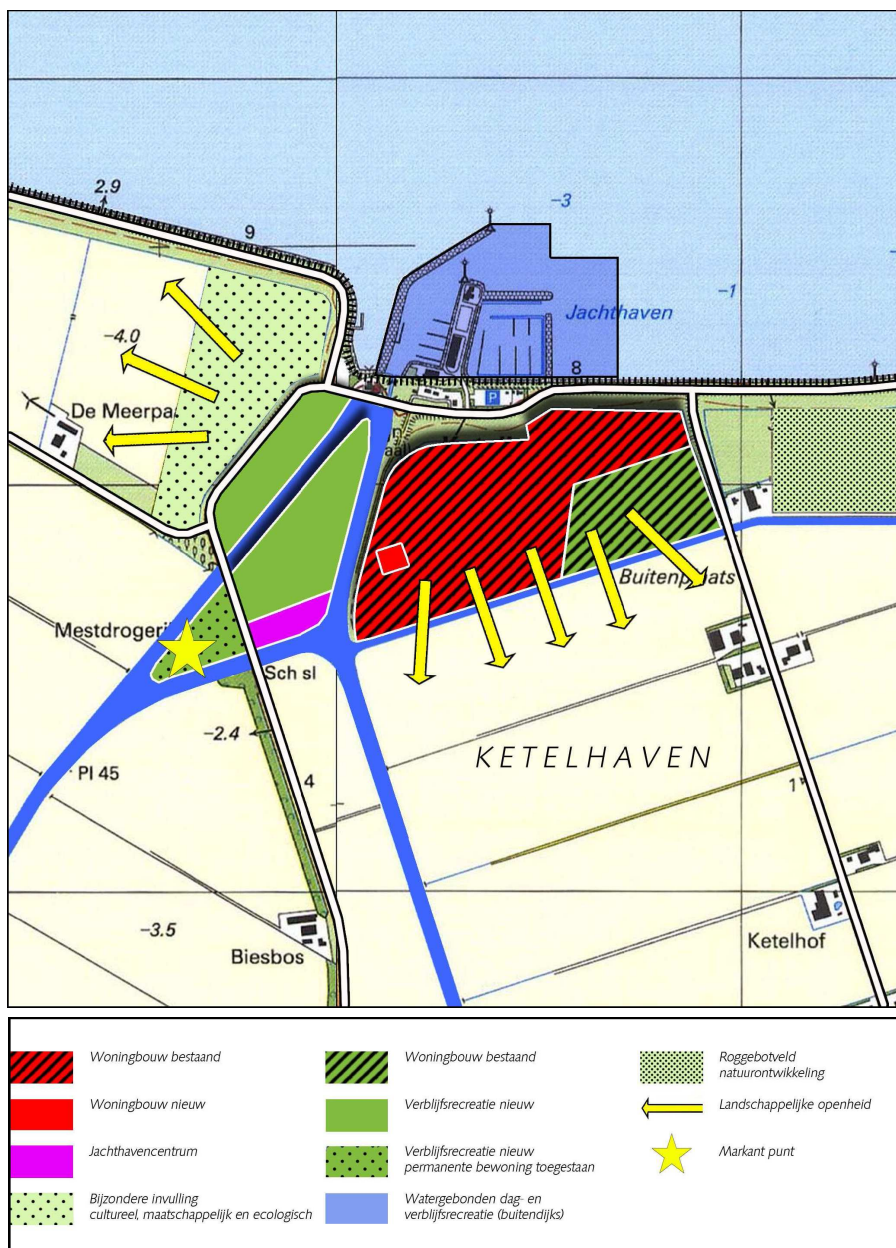 2.9
9
-3
-1
Jachthaven
8
-4.0
De Meerpa
P
Buitenplaats
Mestdrogerij
Sch sl
-2.4
PI 45
4
KETELHAVEN
1
-3.5
Biesbos
Ketelhof
Woningbouw bestaand
Woningbouw bestaand
Roggebotveld
natuurontwikkeling
Woningbouw nieuw
Verblijfsrecreatie nieuw
Landschappelijke openheid
Jachthavencentrum
Verblijfsrecreatie nieuw
permanente bewoning toegestaan
Markant punt
Bijzondere invulling
cultureel, maatschappelijk en ecologisch
Watergebonden dag- en
verblijfsrecreatie (buitendijks)